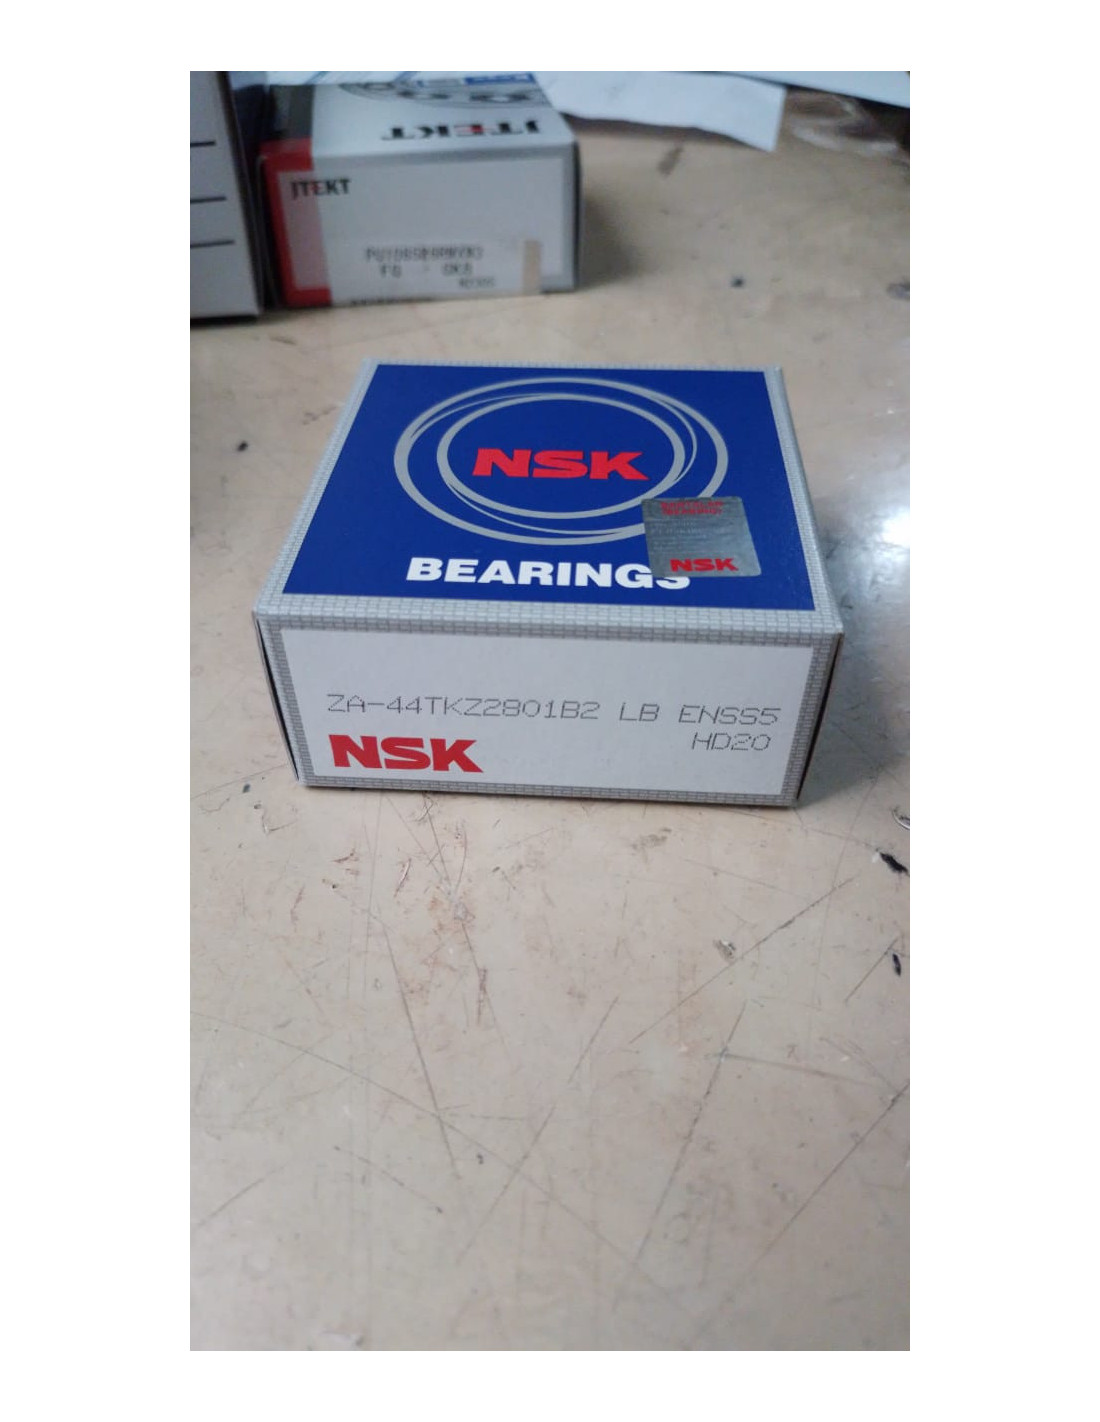 JTEKT
JTEKT
NSK
BEARINGS
NSK
ZA-44TKZ2801B2 LB ENSS5
HD20
NSK